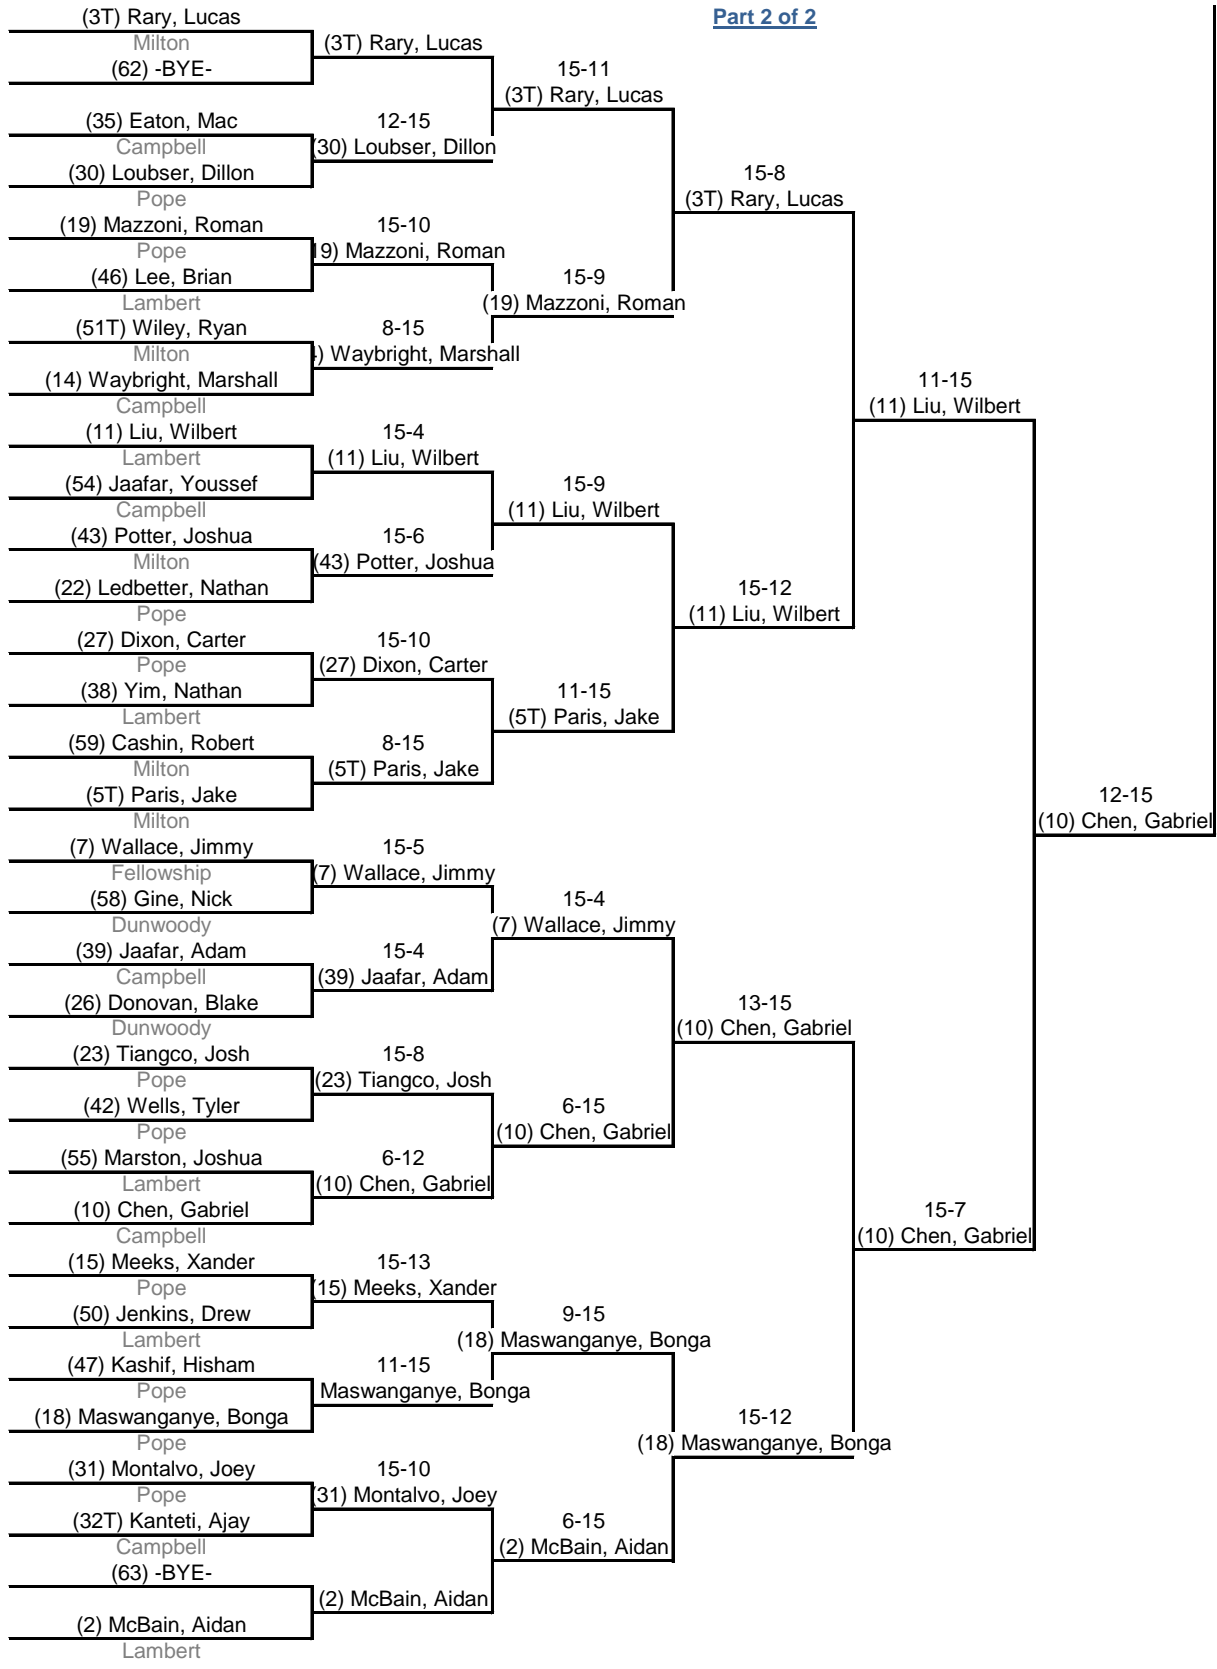 (3T) Rary, Lucas
Part 2 of 2
Milton
(3T) Rary, Lucas
(62) -BYE-
15-11
(3T) Rary, Lucas
(35) Eaton, Mac
12-15
Campbell
(30) Loubser, Dillon
(30) Loubser, Dillon
15-8
(3T) Rary, Lucas
Pope
(19) Mazzoni, Roman
15-10
Pope
19) Mazzoni, Roman
(46) Lee, Brian
15-9
Lambert
(19) Mazzoni, Roman
(51T) Wiley, Ryan
8-15
Milton
) Waybright, Marshall
(14) Waybright, Marshall
11-15
Campbell
(11) Liu, Wilbert
(11) Liu, Wilbert
15-4
Lambert
(11) Liu, Wilbert
(54) Jaafar, Youssef
15-9
Campbell
(11) Liu, Wilbert
(43) Potter, Joshua
15-6
Milton
(43) Potter, Joshua
(22) Ledbetter, Nathan
15-12
Pope
(11) Liu, Wilbert
(27) Dixon, Carter
15-10
Pope
(27) Dixon, Carter
(38) Yim, Nathan
11-15
Lambert
(5T) Paris, Jake
(59) Cashin, Robert
8-15
Milton
(5T) Paris, Jake
(5T) Paris, Jake
12-15
Milton
(10) Chen, Gabriel
(7) Wallace, Jimmy
15-5
Fellowship
(7) Wallace, Jimmy
(58) Gine, Nick
15-4
Dunwoody
(7) Wallace, Jimmy
(39) Jaafar, Adam
15-4
Campbell
(39) Jaafar, Adam
(26) Donovan, Blake
13-15
Dunwoody
(10) Chen, Gabriel
(23) Tiangco, Josh
15-8
Pope
(23) Tiangco, Josh
(42) Wells, Tyler
6-15
Pope
(10) Chen, Gabriel
(55) Marston, Joshua
6-12
Lambert
(10) Chen, Gabriel
(10) Chen, Gabriel
15-7
Campbell
(10) Chen, Gabriel
(15) Meeks, Xander
15-13
Pope
(15) Meeks, Xander
(50) Jenkins, Drew
9-15
Lambert
(18) Maswanganye, Bonga
(47) Kashif, Hisham
11-15
Pope
Maswanganye, Bonga
(18) Maswanganye, Bonga
15-12
Pope
(18) Maswanganye, Bonga
(31) Montalvo, Joey
15-10
Pope
(31) Montalvo, Joey
(32T) Kanteti, Ajay
6-15
Campbell
(2) McBain, Aidan
(63) -BYE-
(2) McBain, Aidan
(2) McBain, Aidan
Lambert